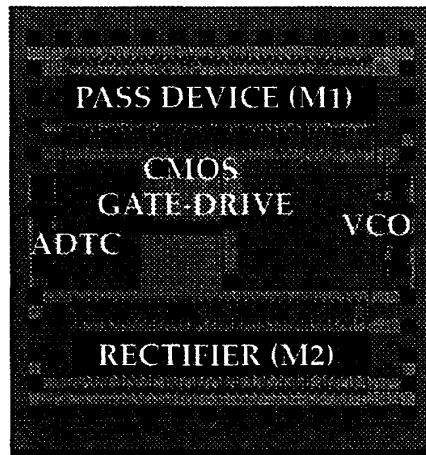 PASS DEVICE (M1)
CMOS
GATE-DRIVE
VCO
ADTC
RECTIFIER (M2)